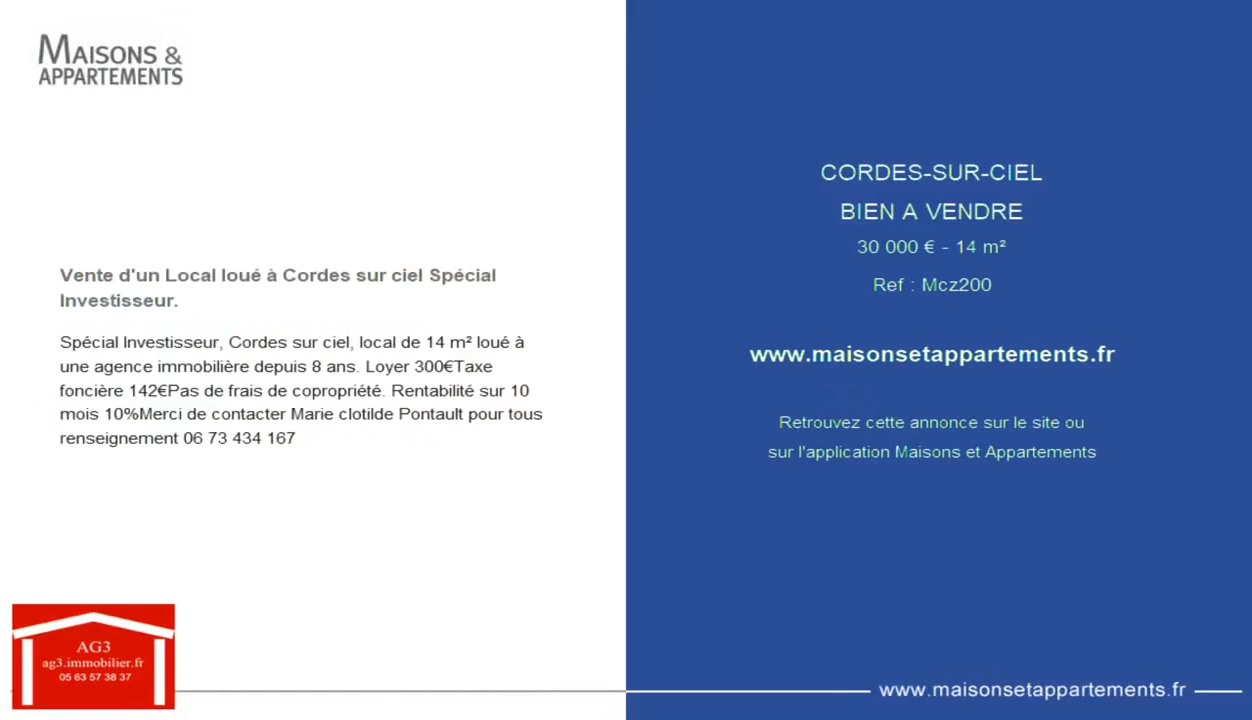 MAISONS &
APPARTEMENTS
Vente d'un Local loué à Cordes sur ciel Spécial
Investisseur.
Spécial Investisseur, Cordes sur ciel, local de 14 m² loué à
une agence immobilière depuis 8 ans. Loyer 300€Taxe
foncière 142€Pas de frais de copropriété. Rentabilité sur 10
mois 10%Merci de contacter Marie clotilde Pontault pour tous
renseignement 06 73 434 167
AG3
ag3.immobilier.fr
05 63 57 38 37
CORDES-SUR-CIEL
BIEN A VENDRE
30 000 € - 14 m²
Ref : Mcz200
www.maisonsetappartements.fr
Retrouvez cette annonce sur le site ou
sur l'application Maisons et Appartements
www.maisonsetappartements.fr